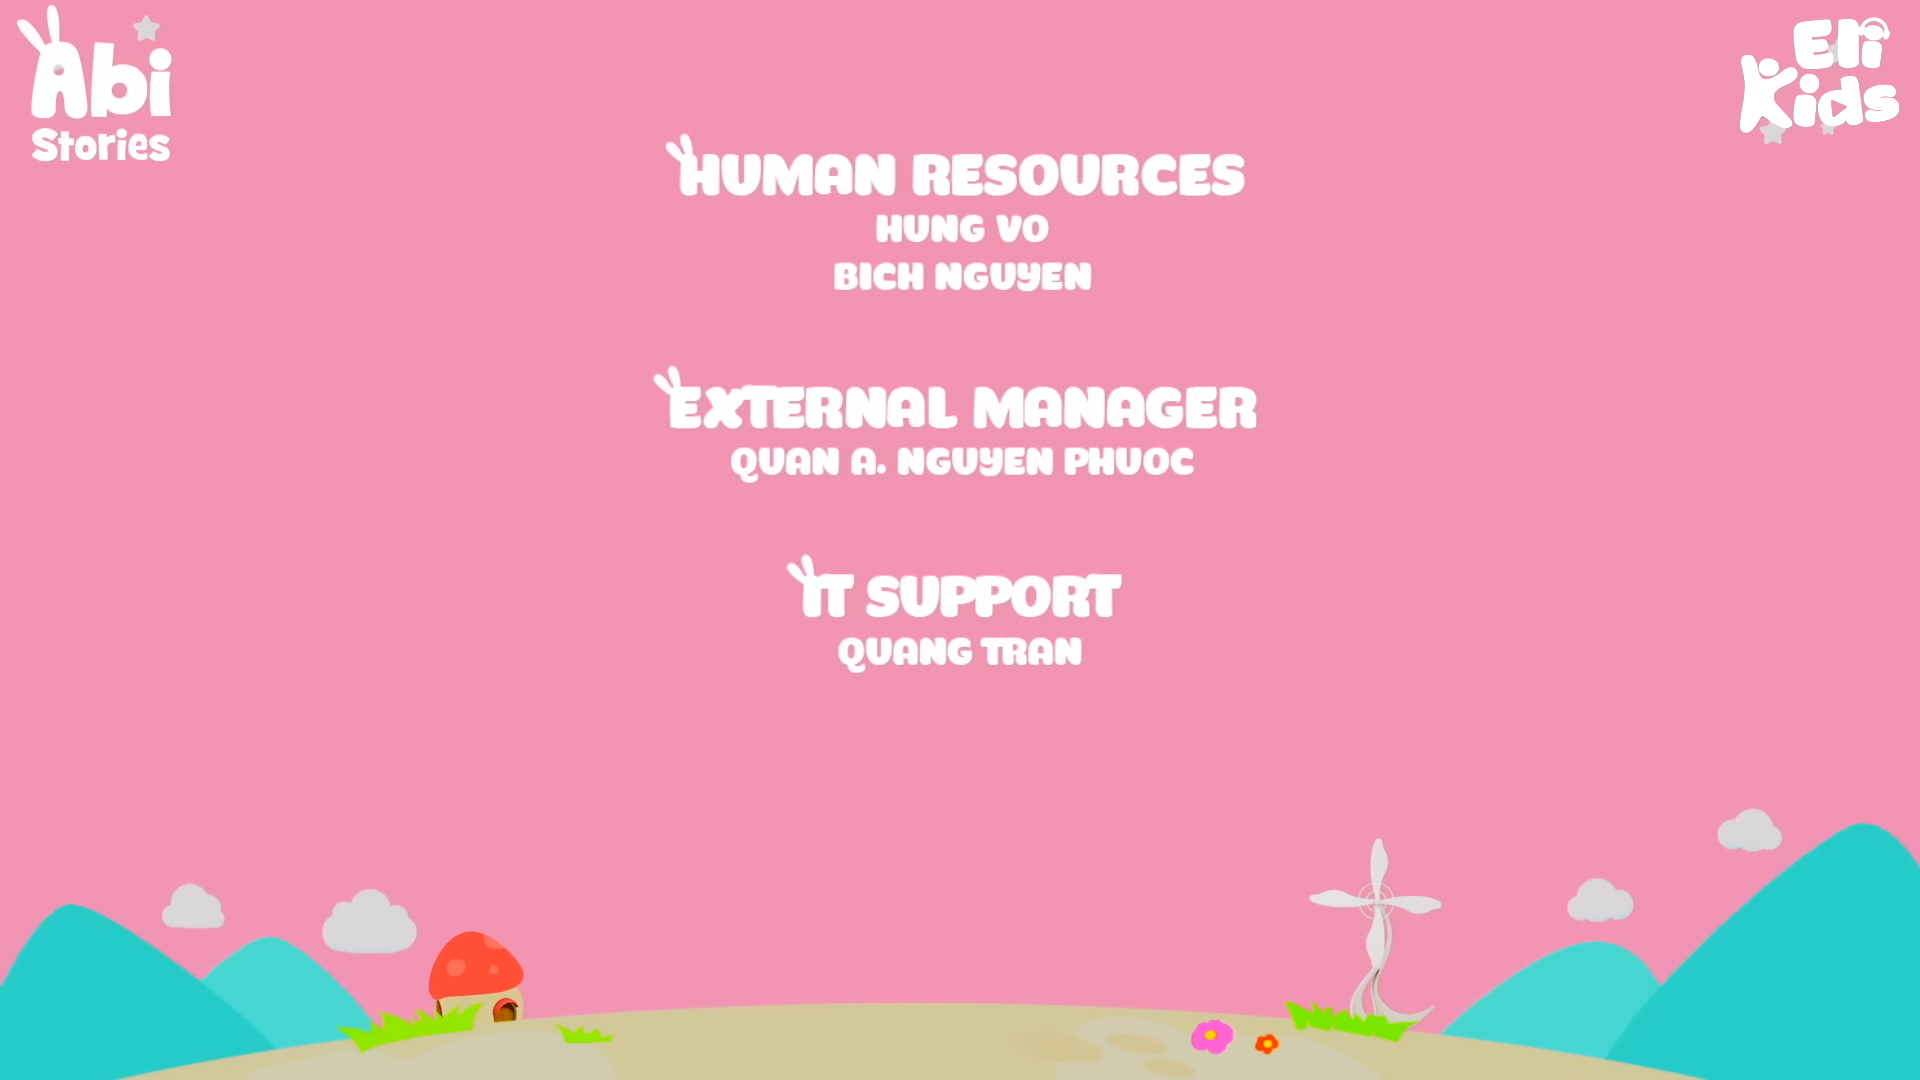 Abi
Stories
Eli
Kids
HUMAN RESOURCES
HUNG VO
BICH NGUYEN
EXTERNAL MANAGER
QUAN A. NGUYEN PHUOC
IT SUPPORT
QUANG TRAN